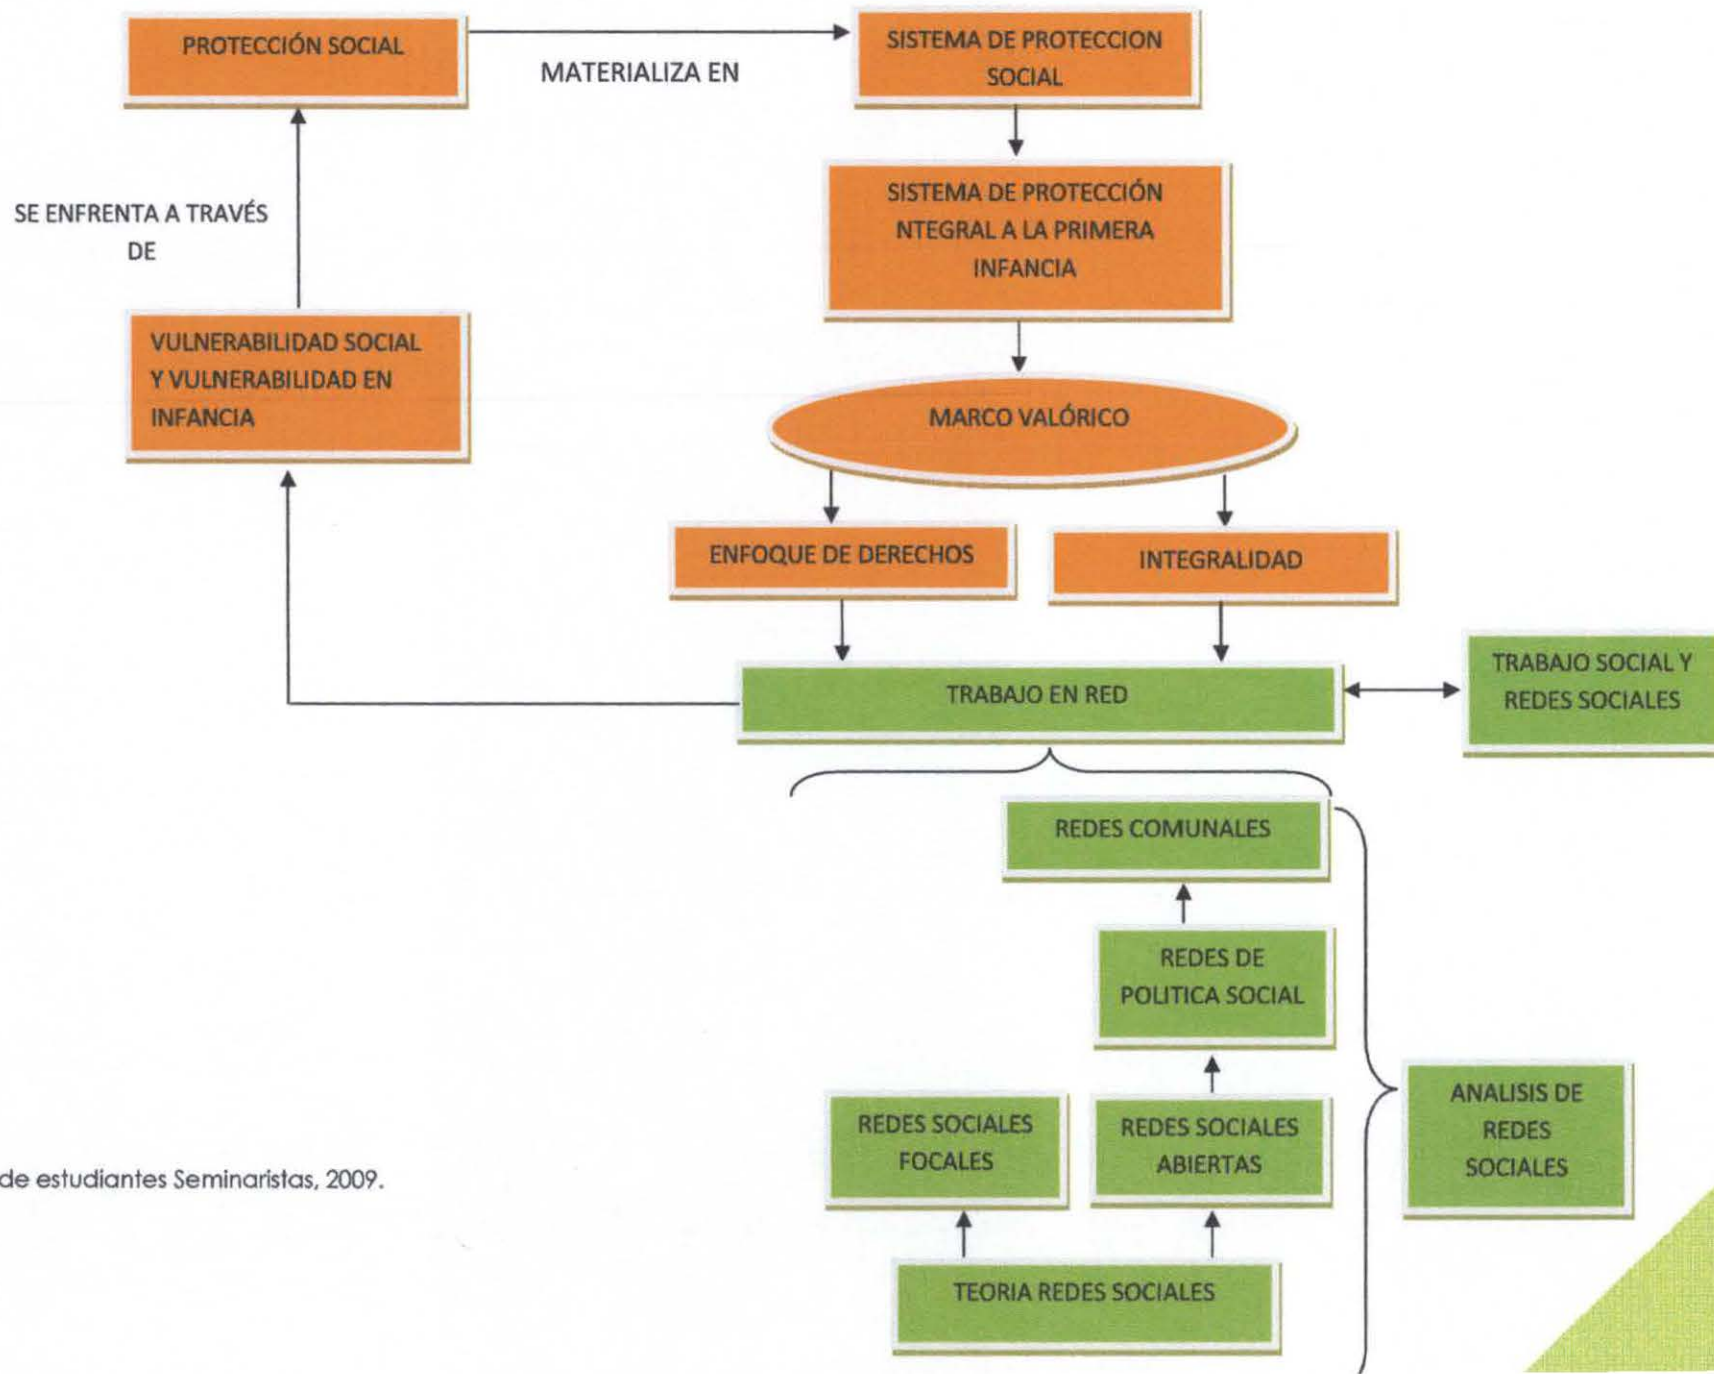 PROTECCIÓN SOCIAL
MATERIALIZA EN
SISTEMA DE PROTECCION
SOCIAL
SISTEMA DE PROTECCIÓN
NTEGRAL A LA PRIMERA
INFANCIA
SE ENFRENTA A TRAVÉS
DE
VULNERABILIDAD SOCIAL
Y VULNERABILIDAD EN
INFANCIA
MARCO VALÓRICO
ENFOQUE DE DERECHOS
INTEGRALIDAD
TRABAJO EN RED
TRABAJO SOCIAL Y
REDES SOCIALES
REDES COMUNALES
REDES DE
POLITICA SOCIAL
REDES SOCIALES
FOCALES
REDES SOCIALES
ABIERTAS
ANALISIS DE
REDES
SOCIALES
TEORIA REDES SOCIALES
de estudiantes Seminaristas, 2009.